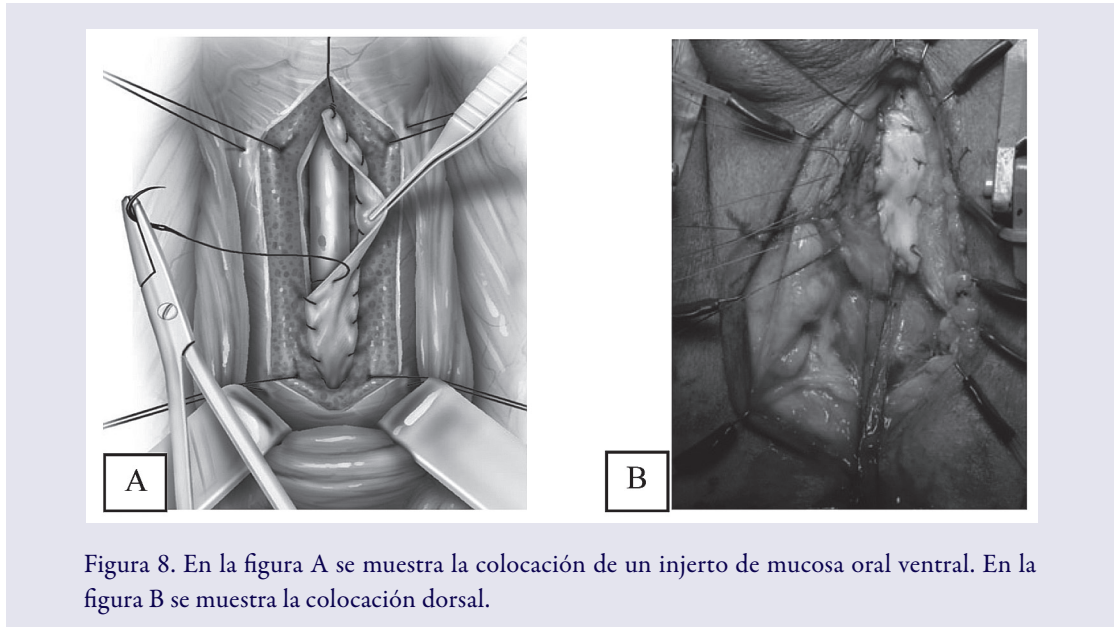 A
B
Figura 8. En la figura A se muestra la colocación de un injerto de mucosa oral ventral. En la
figura B se muestra la colocación dorsal.